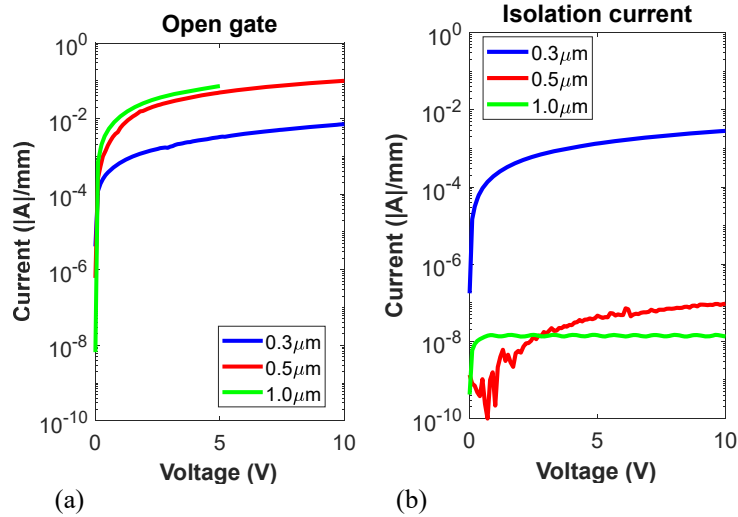 Open gate
Current (|A|/mm)
10^0
10^-2
10^-4
10^-6
10^-8
10^-10
0.3μm
0.5μm
1.0μm
0 5 10
Voltage (V)
(a)
Isolation current
Current (|A|/mm)
10^0
10^-2
10^-4
10^-6
10^-8
10^-10
0.3μm
0.5μm
1.0μm
0 5 10
Voltage (V)
(b)